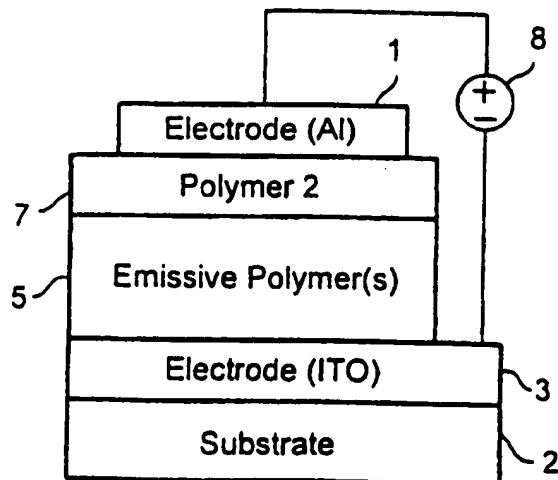 8
1
+
−
Electrode (Al)
Polymer 2
7
Emissive Polymer(s)
5
Electrode (ITO)
3
Substrate
2